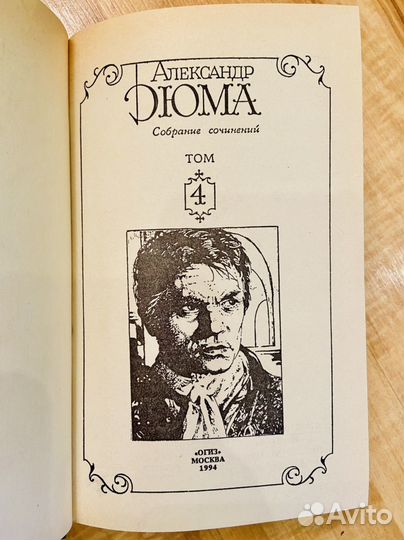 Александр
Дюма
Собрание сочинений
ТОМ
4
«ОГИЗ»
МОСКВА
1994
Avito